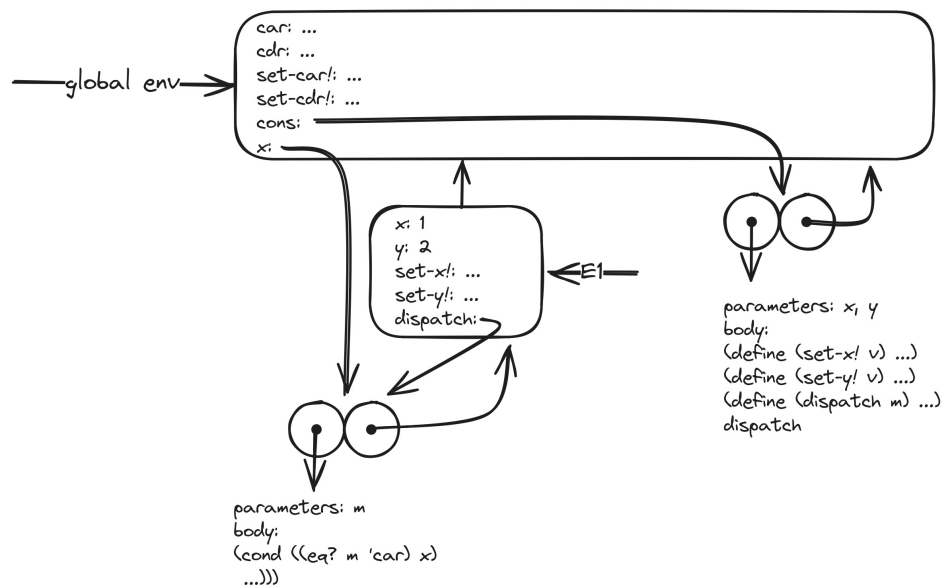 car: ...
cdr: ...
set-car!: ...
set-cdr!: ...
cons:
x:
global env
x: 1
y: 2
set-x!: ...
set-y!: ...
dispatch:
E1
parameters: x, y
body:
(define (set-x! v) ...)
(define (set-y! v) ...)
(define (dispatch m) ...)
dispatch
parameters: m
body:
(cond ((eq? m 'car) x)
...)))